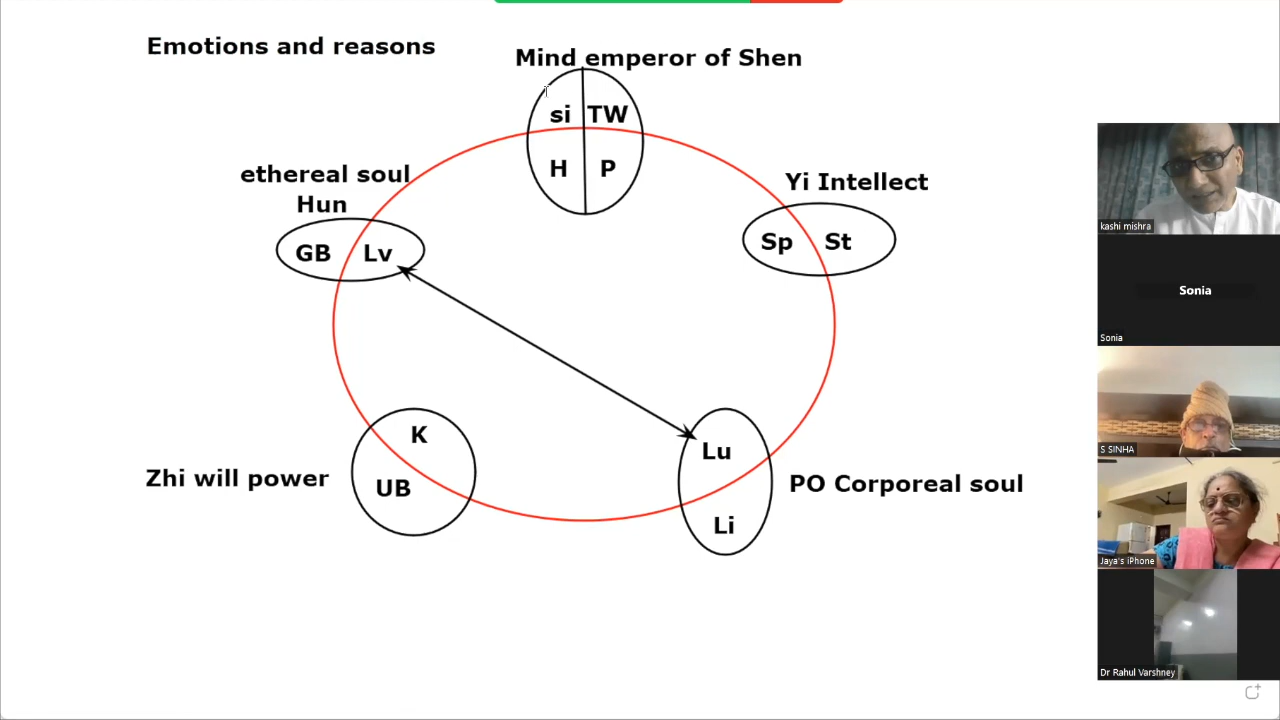 Emotions and reasons
Mind emperor of Shen
si TW
H P
ethereal soul
Hun
GB Lv
Yi Intellect
Sp St
K
UB
Zhi will power
Lu
Li
PO Corporeal soul
kashi mishra
Sonia
Sonia
S SINHA
Jaya's iPhone
Dr Rahul Varshney